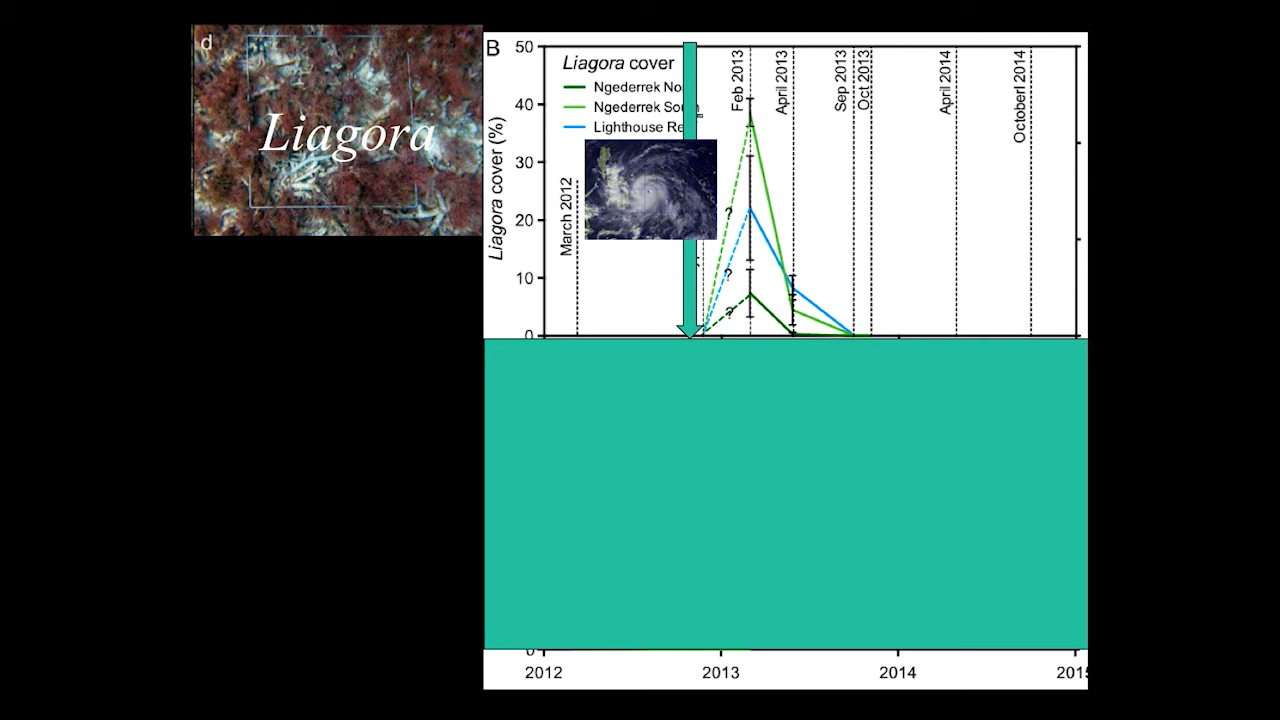 d
Liagora
B
50
40
30
20
10
0
Liagora cover (%)
Liagora cover
Ngederrek No
Ngederrek Sou
Lighthouse Re
March 2012
Feb 2013
April 2013
Sep 2013
Oct 2013
April 2014
Octoberl 2014
?
?
?
0
2012
2013
2014
201